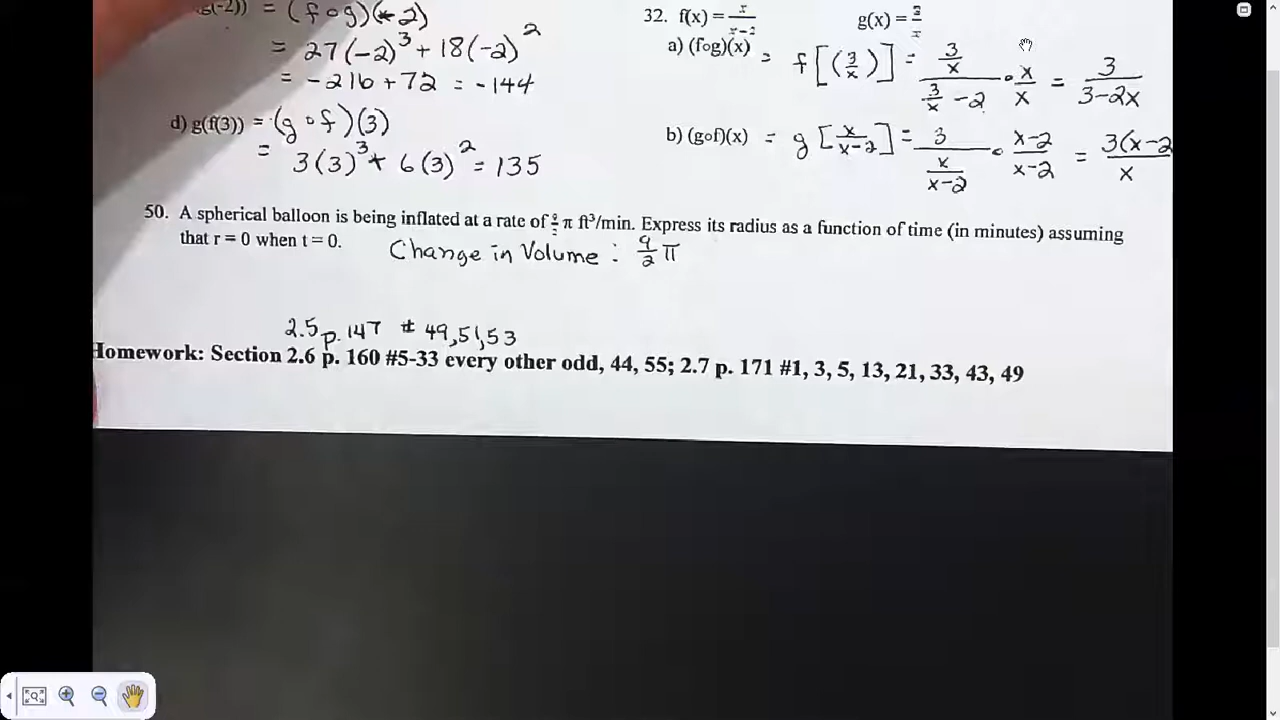 g(-2)) = (f∘g)(-2)
= 27(-2)³ + 18(-2)²
= -216 + 72 = -144
d) g(f(3)) = (g∘f)(3)
= 3(3)³ + 6(3)² = 135
32. f(x) = x/(x-2) g(x) = 3/x
a) (fog)(x) = f[(3/x)] = (3/x)/(3/x - 2) · x/x = 3/(3-2x)
b) (gof)(x) = g[x/(x-2)] = 3/(x/(x-2)) · (x-2)/(x-2) = 3(x-2/x
50. A spherical balloon is being inflated at a rate of 9/2 π ft³/min. Express its radius as a function of time (in minutes) assuming
that r = 0 when t = 0. Change in Volume : 9/2 π
2.5 p. 147 # 49,51,53
Homework: Section 2.6 p. 160 #5-33 every other odd, 44, 55; 2.7 p. 171 #1, 3, 5, 13, 21, 33, 43, 49